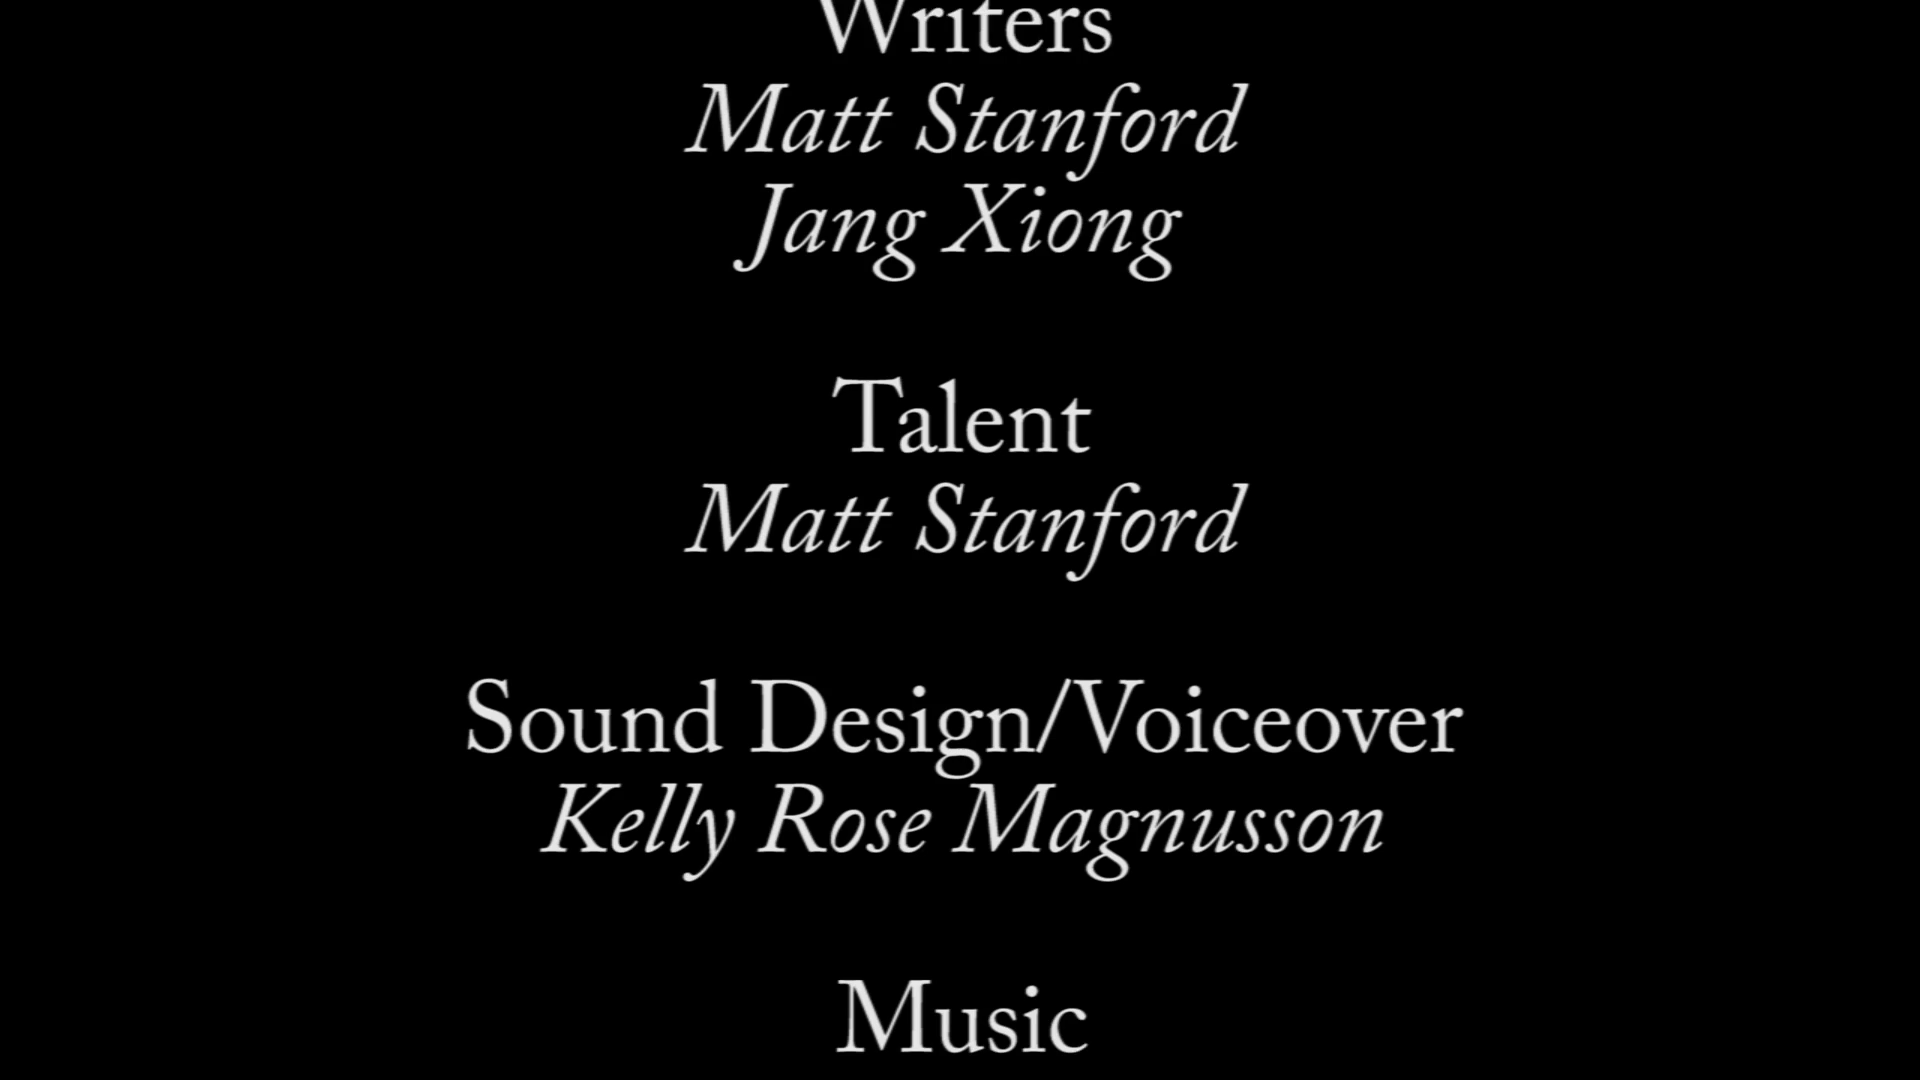 Writers
Matt Stanford
Jang Xiong
Talent
Matt Stanford
Sound Design/Voiceover
Kelly Rose Magnusson
Music